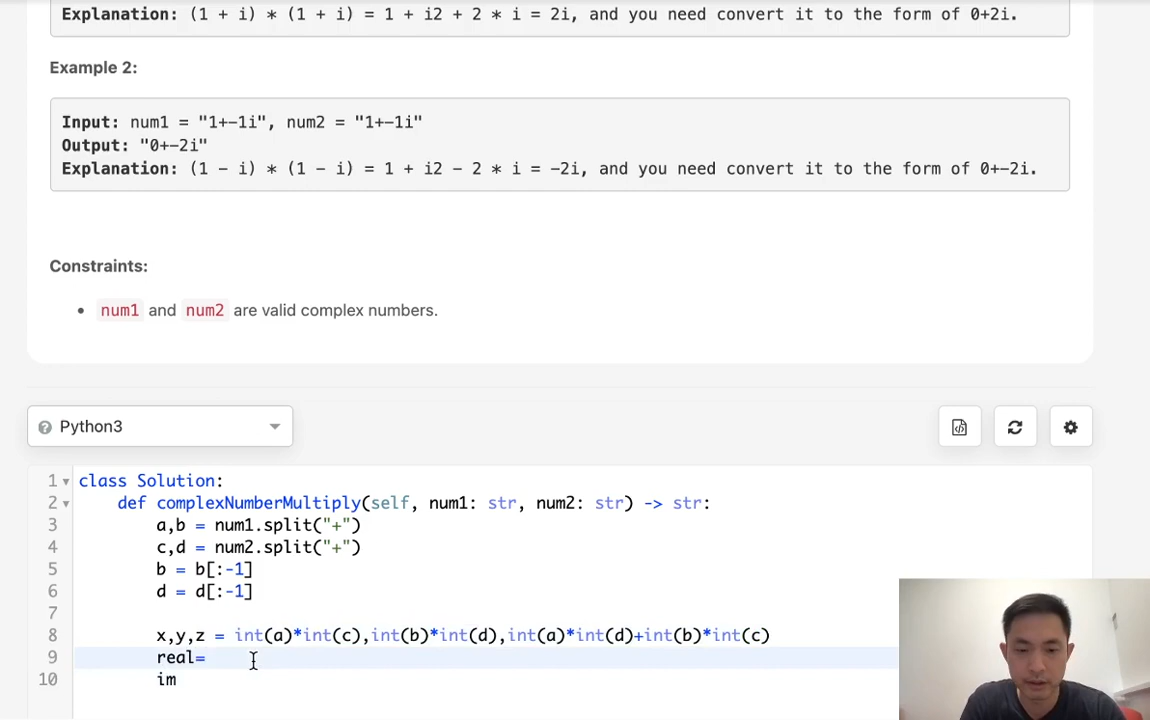 Explanation: (1 + i) * (1 + i) = 1 + i2 + 2 * i = 2i, and you need convert it to the form of 0+2i.
Example 2:
Input: num1 = "1+-1i", num2 = "1+-1i"
Output: "0+-2i"
Explanation: (1 - i) * (1 - i) = 1 + i2 - 2 * i = -2i, and you need convert it to the form of 0+-2i.
Constraints:
• num1 and num2 are valid complex numbers.
Python3
1 class Solution:
2 def complexNumberMultiply(self, num1: str, num2: str) -> str:
3 a,b = num1.split("+")
4 c,d = num2.split("+")
5 b = b[:-1]
6 d = d[:-1]
7
8 x,y,z = int(a)*int(c),int(b)*int(d),int(a)*int(d)+int(b)*int(c)
9 real=
10 im